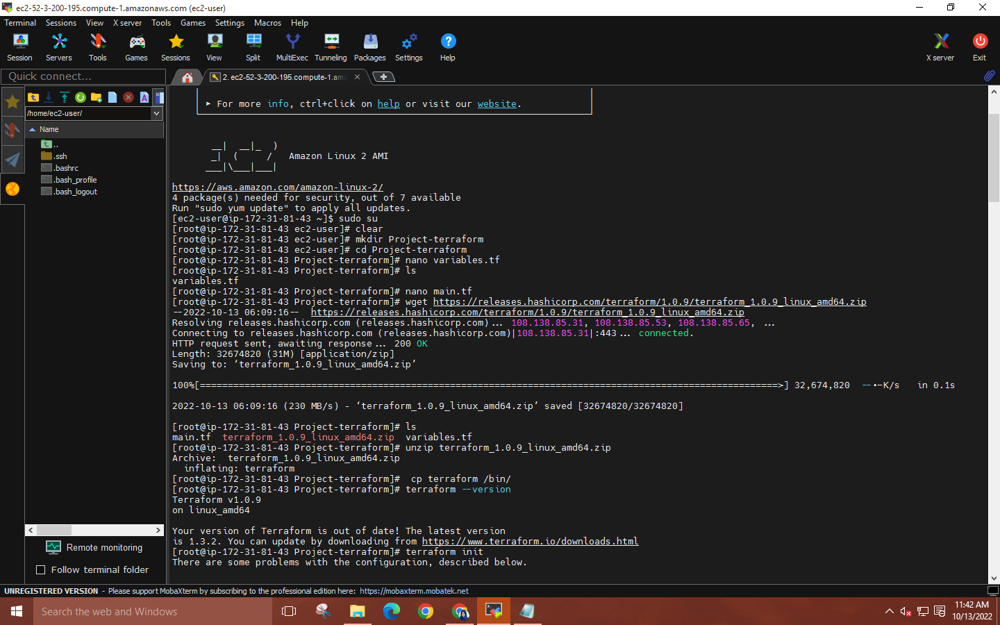 ec2-52-3-200-195.compute-1.amazonaws.com (ec2-user)
Terminal Sessions View X server Tools Games Settings Macros Help
Session Servers Tools Games Sessions View Split MultiExec Tunneling Packages Settings Help X server Exit
Quick connect...
2. ec2-52-3-200-195.compute-1.ama
/home/ec2-user/
Name
..
.ssh
.bashrc
.bash_profile
.bash_logout
Remote monitoring
Follow terminal folder
➤ For more info, ctrl+click on help or visit our website.
__|  __|_  )
_|  (     /   Amazon Linux 2 AMI
___|\___|___|
https://aws.amazon.com/amazon-linux-2/
4 package(s) needed for security, out of 7 available
Run "sudo yum update" to apply all updates.
[ec2-user@ip-172-31-81-43 ~]$ sudo su
[root@ip-172-31-81-43 ec2-user]# clear
[root@ip-172-31-81-43 ec2-user]# mkdir Project-terraform
[root@ip-172-31-81-43 ec2-user]# cd Project-terraform
[root@ip-172-31-81-43 Project-terraform]# nano variables.tf
[root@ip-172-31-81-43 Project-terraform]# ls
variables.tf
[root@ip-172-31-81-43 Project-terraform]# nano main.tf
[root@ip-172-31-81-43 Project-terraform]# wget https://releases.hashicorp.com/terraform/1.0.9/terraform_1.0.9_linux_amd64.zip
--2022-10-13 06:09:16--  https://releases.hashicorp.com/terraform/1.0.9/terraform_1.0.9_linux_amd64.zip
Resolving releases.hashicorp.com (releases.hashicorp.com)... 108.138.85.31, 108.138.85.53, 108.138.85.65, ...
Connecting to releases.hashicorp.com (releases.hashicorp.com)|108.138.85.31|:443... connected.
HTTP request sent, awaiting response... 200 OK
Length: 32674820 (31M) [application/zip]
Saving to: ‘terraform_1.0.9_linux_amd64.zip’
100%[========================================================================================================>] 32,674,820  --•-K/s   in 0.1s
2022-10-13 06:09:16 (230 MB/s) - ‘terraform_1.0.9_linux_amd64.zip’ saved [32674820/32674820]
[root@ip-172-31-81-43 Project-terraform]# ls
main.tf  terraform_1.0.9_linux_amd64.zip  variables.tf
[root@ip-172-31-81-43 Project-terraform]# unzip terraform_1.0.9_linux_amd64.zip
Archive:  terraform_1.0.9_linux_amd64.zip
  inflating: terraform
[root@ip-172-31-81-43 Project-terraform]#  cp terraform /bin/
[root@ip-172-31-81-43 Project-terraform]# terraform --version
Terraform v1.0.9
on linux_amd64
Your version of Terraform is out of date! The latest version
is 1.3.2. You can update by downloading from https://www.terraform.io/downloads.html
[root@ip-172-31-81-43 Project-terraform]# terraform init
There are some problems with the configuration, described below.
UNREGISTERED VERSION - Please support MobaXterm by subscribing to the professional edition here: https://mobaxterm.mobatek.net
Search the web and Windows
11:42 AM
10/13/2022